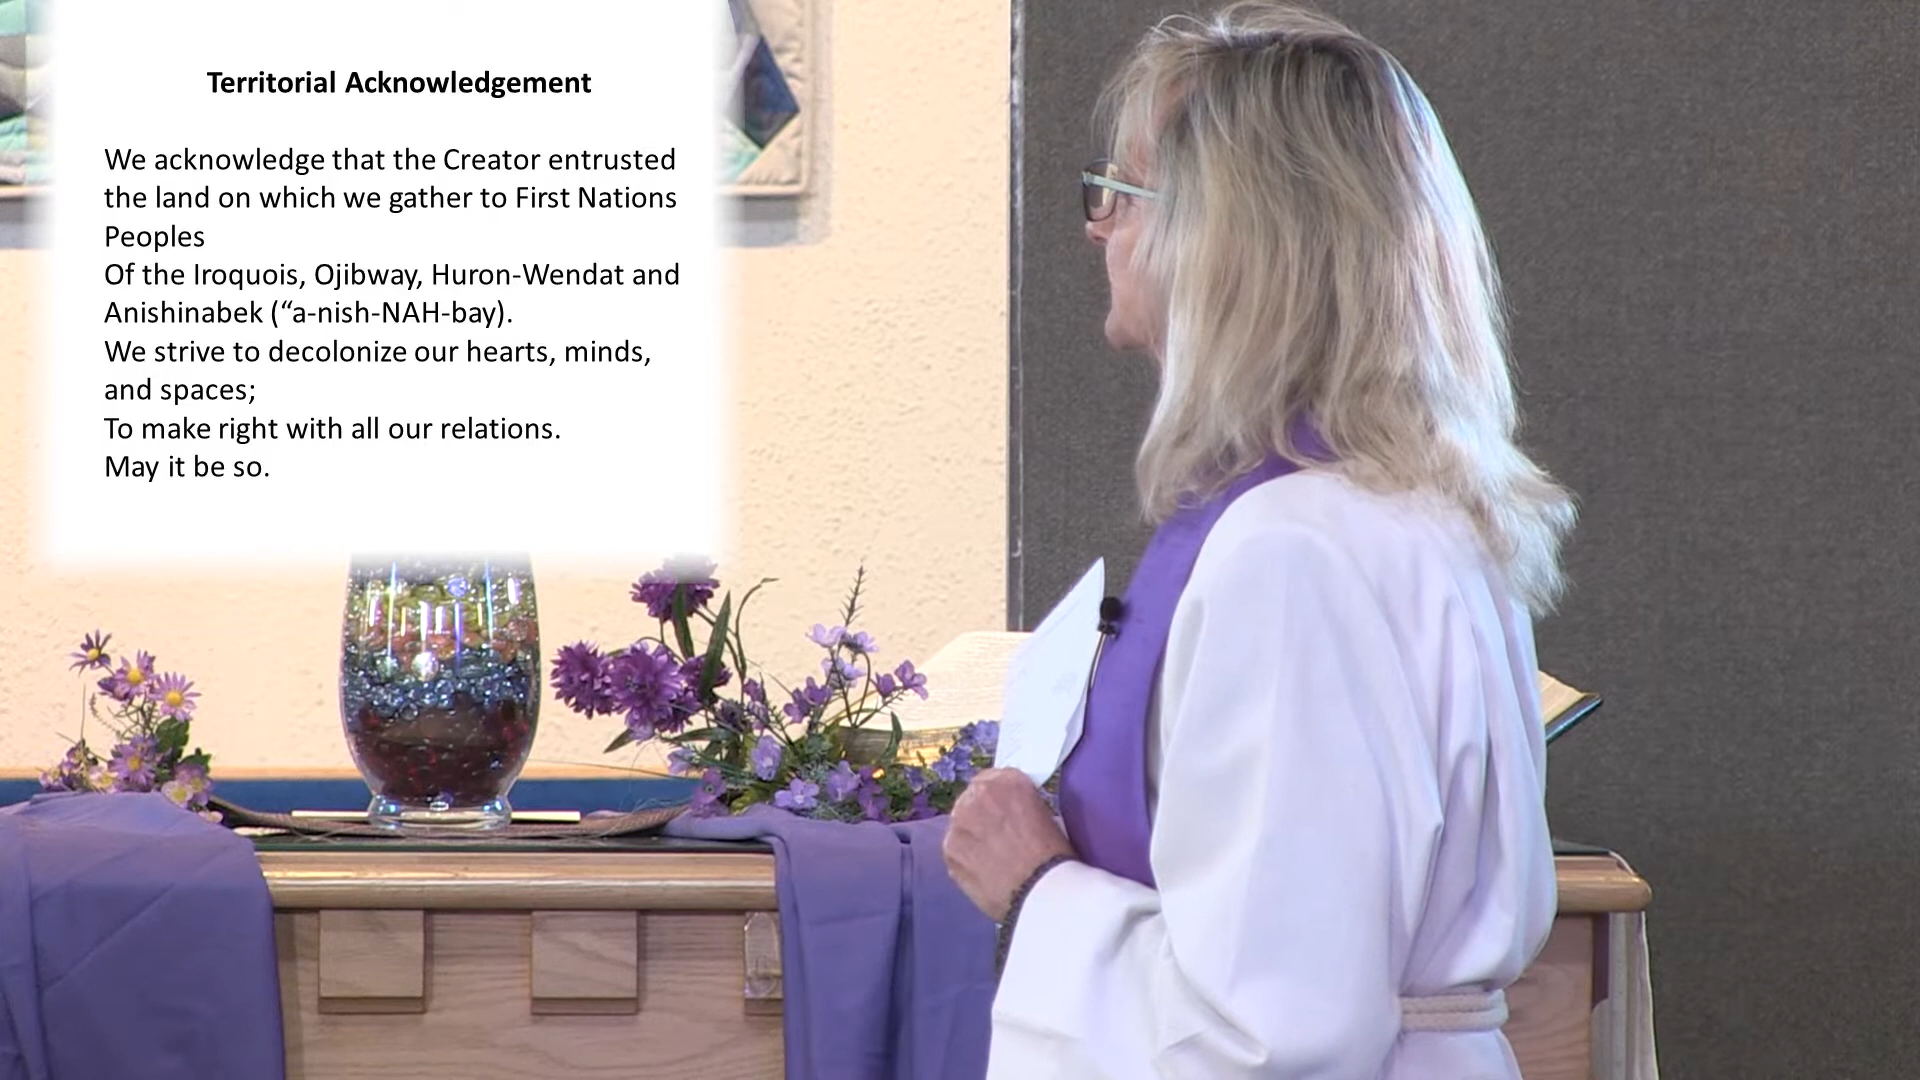 Territorial Acknowledgement
We acknowledge that the Creator entrusted
the land on which we gather to First Nations
Peoples
Of the Iroquois, Ojibway, Huron-Wendat and
Anishinabek (“a-nish-NAH-bay).
We strive to decolonize our hearts, minds,
and spaces;
To make right with all our relations.
May it be so.